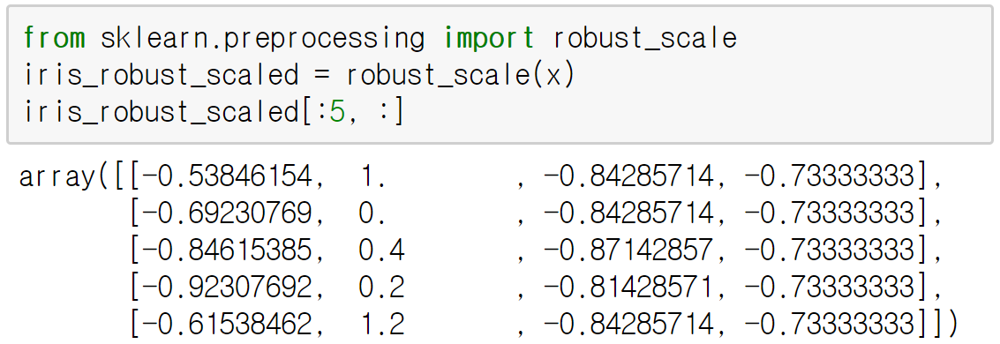 from sklearn.preprocessing import robust_scale
iris_robust_scaled = robust_scale(x)
iris_robust_scaled[:5, :]
array([[-0.53846154,  1.        , -0.84285714, -0.73333333],
       [-0.69230769,  0.        , -0.84285714, -0.73333333],
       [-0.84615385,  0.4       , -0.87142857, -0.73333333],
       [-0.92307692,  0.2       , -0.81428571, -0.73333333],
       [-0.61538462,  1.2       , -0.84285714, -0.73333333]])